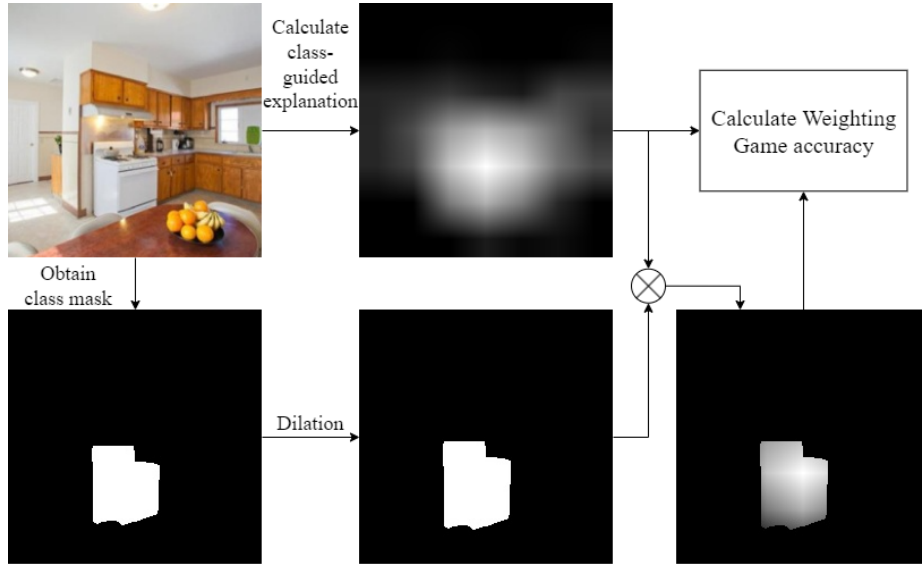 Calculate
class-
guided
explanation
Calculate Weighting
Game accuracy
Obtain
class mask
Dilation